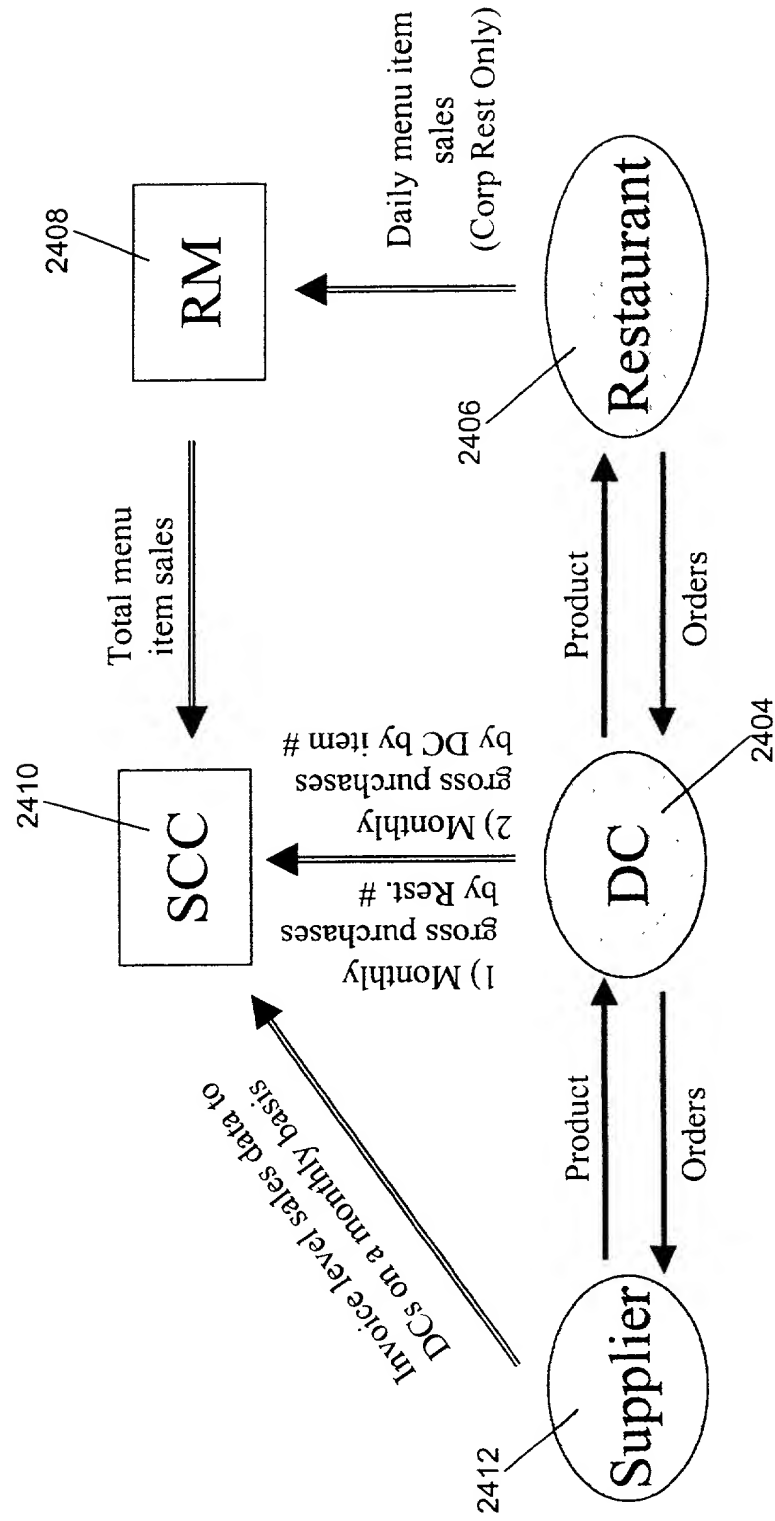 2410
SCC
Total menu
item sales
2408
RM
Invoice level sales data to
DCs on a monthly basis
1) Monthly
gross purchases
by Rest. #
2) Monthly
gross purchases
by DC by item #
Daily menu item
sales
(Corp Rest Only)
2412
Supplier
Product
Orders
DC
2404
Product
Orders
2406
Restaurant